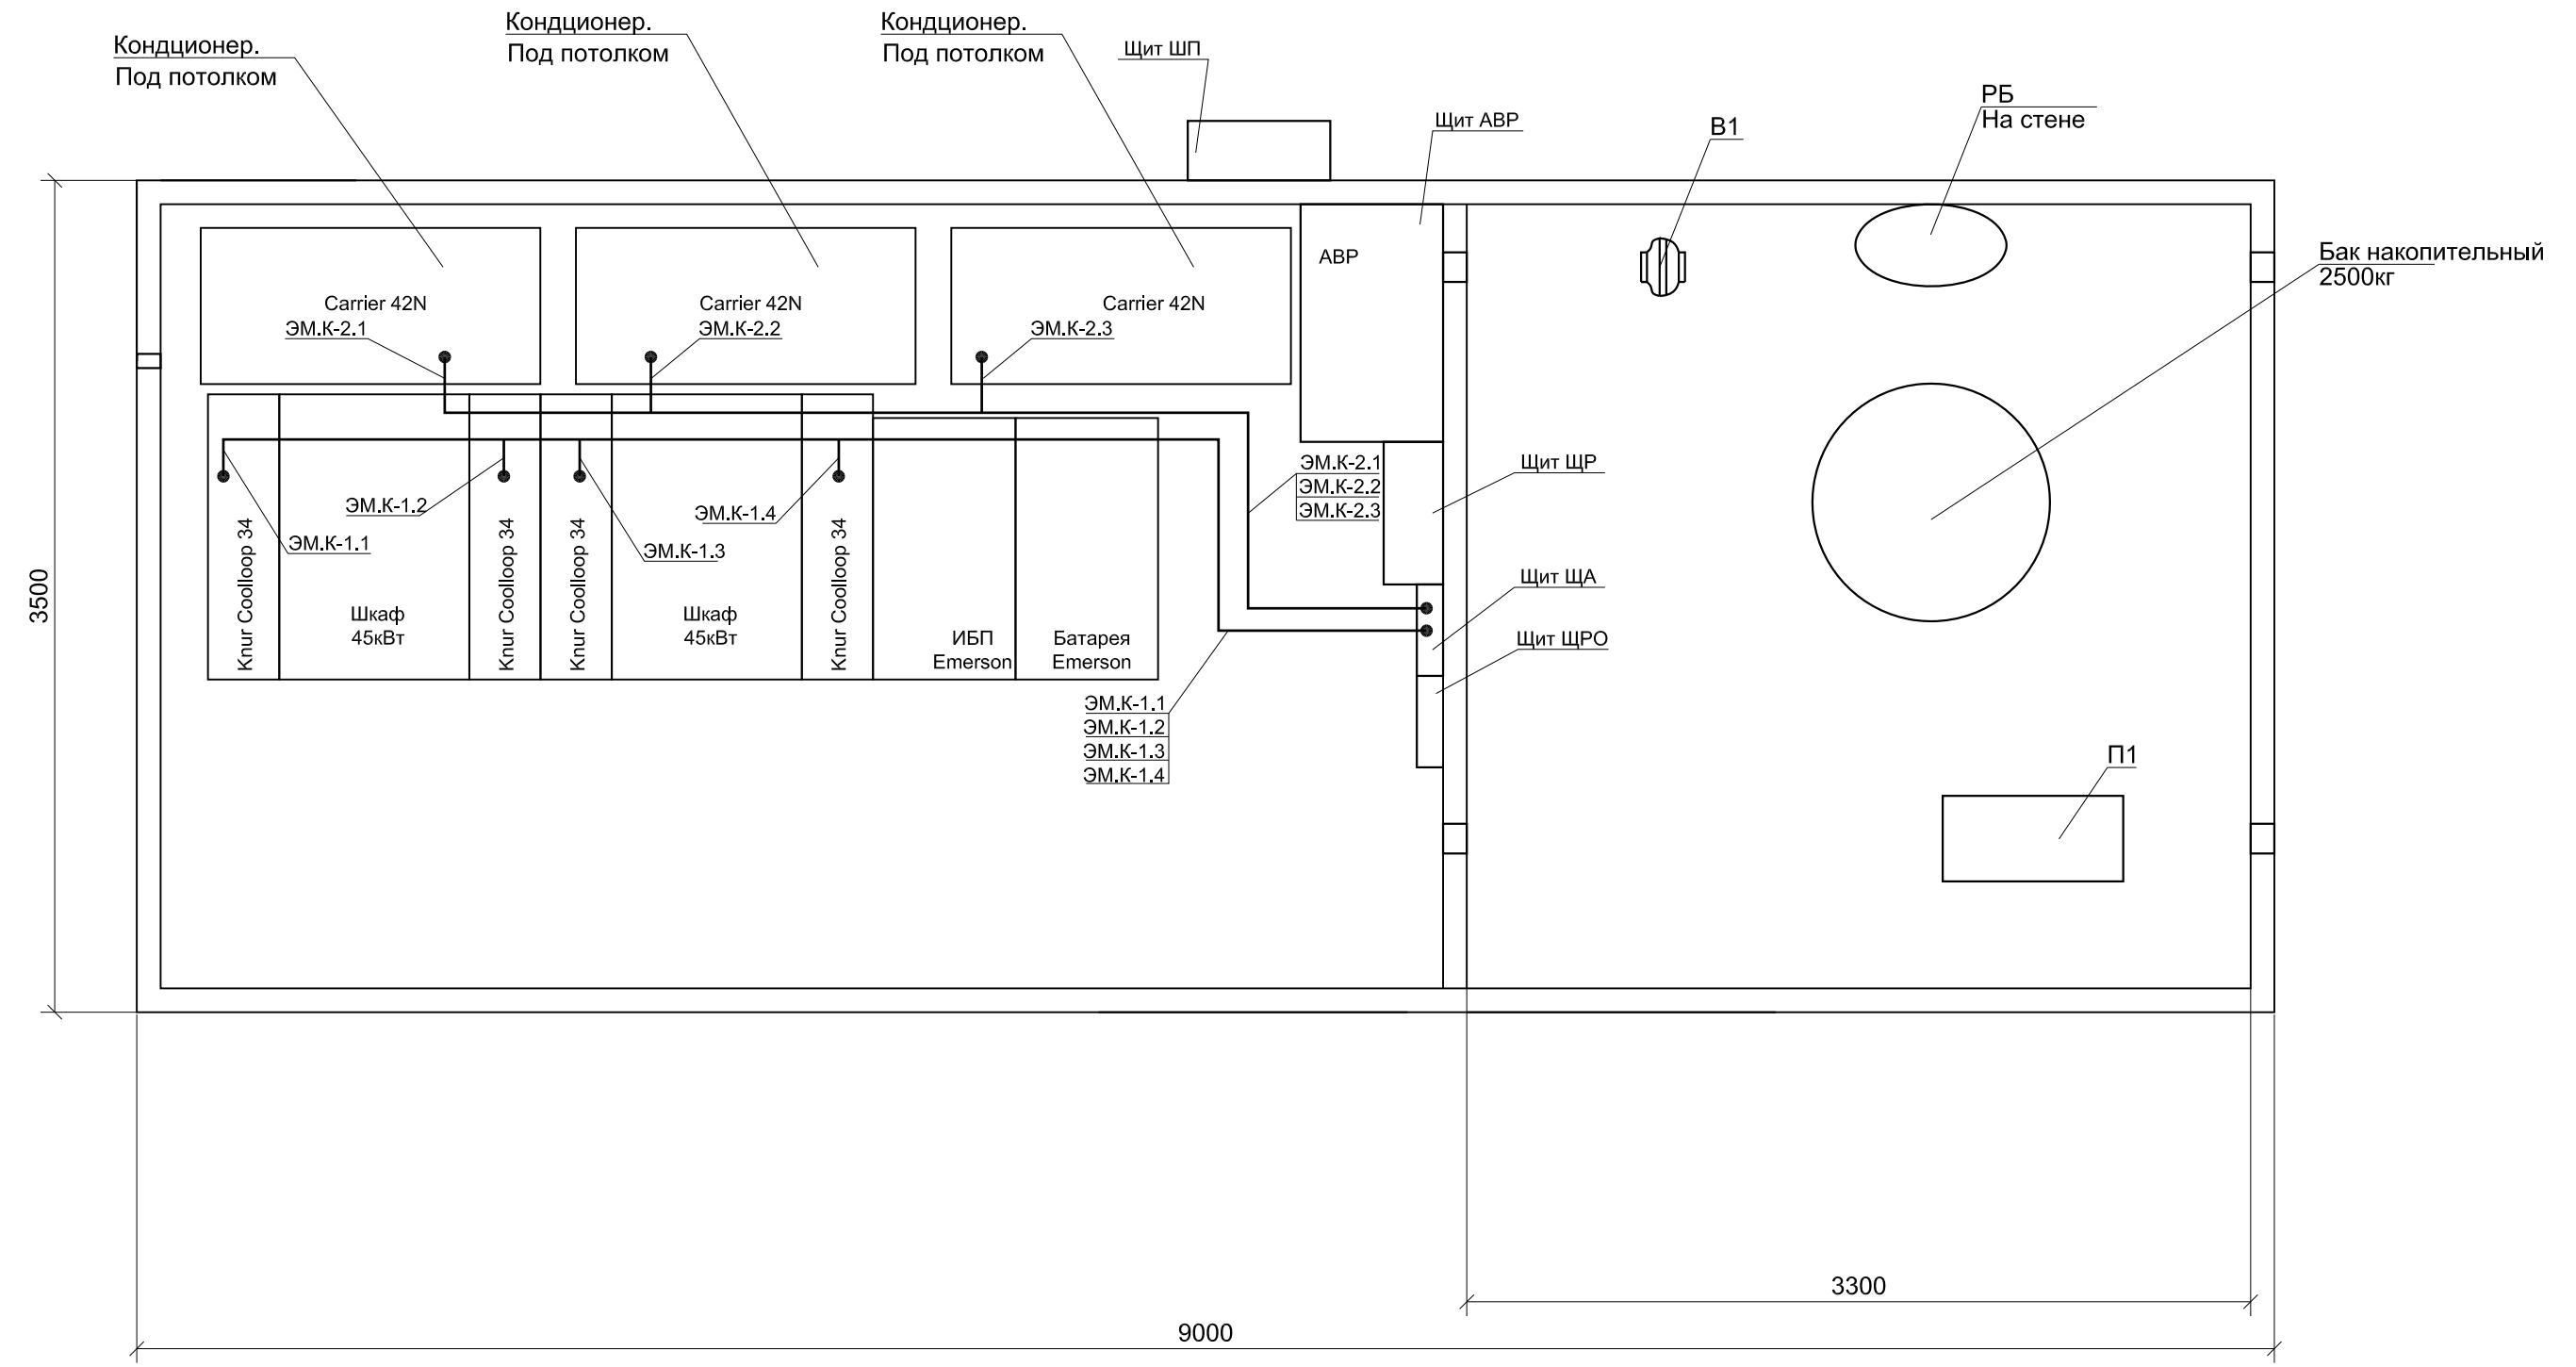 Кондционер.
Под потолком
Кондционер.
Под потолком
Кондционер.
Под потолком
Щит ШП
Щит АВР
В1
РБ
На стене
Бак накопительный
2500кг
АВР
Carrier 42N
ЭМ.К-2.1
Carrier 42N
ЭМ.К-2.2
Carrier 42N
ЭМ.К-2.3
ЭМ.К-2.1
ЭМ.К-2.2
ЭМ.К-2.3
Щит ЩР
Щит ЩА
Щит ЩРО
ЭМ.К-1.1
ЭМ.К-1.2
ЭМ.К-1.3
ЭМ.К-1.4
Knur Coolloop 34
Шкаф
45кВт
Knur Coolloop 34
Knur Coolloop 34
Шкаф
45кВт
Knur Coolloop 34
ИБП
Emerson
Батарея
Emerson
ЭМ.К-1.1
ЭМ.К-1.2
ЭМ.К-1.3
ЭМ.К-1.4
П1
3500
3300
9000